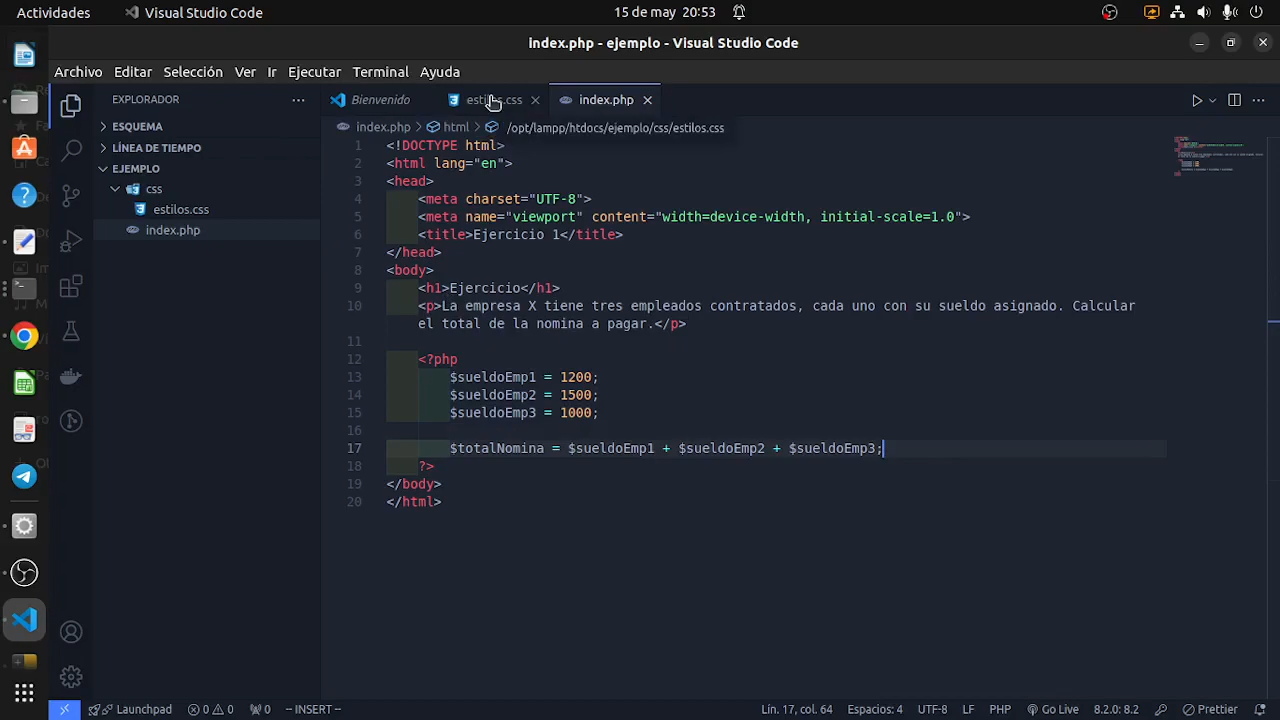 Actividades
Visual Studio Code
15 de may 20:53
index.php - ejemplo - Visual Studio Code
Archivo Editar Selección Ver Ir Ejecutar Terminal Ayuda
EXPLORADOR
ESQUEMA
LÍNEA DE TIEMPO
EJEMPLO
css
estilos.css
index.php
Bienvenido
estilos.css
index.php
index.php > html > /opt/lampp/htdocs/ejemplo/css/estilos.css
1 <!DOCTYPE html>
2 <html lang="en">
3 <head>
4 <meta charset="UTF-8">
5 <meta name="viewport" content="width=device-width, initial-scale=1.0">
6 <title>Ejercicio 1</title>
7 </head>
8 <body>
9 <h1>Ejercicio</h1>
10 <p>La empresa X tiene tres empleados contratados, cada uno con su sueldo asignado. Calcular
el total de la nomina a pagar.</p>
11
12 <?php
13 $sueldoEmp1 = 1200;
14 $sueldoEmp2 = 1500;
15 $sueldoEmp3 = 1000;
16
17 $totalNomina = $sueldoEmp1 + $sueldoEmp2 + $sueldoEmp3;
18 ?>
19 </body>
20 </html>
Launchpad
0 0
0
-- INSERT --
Lín. 17, col. 64
Espacios: 4
UTF-8
LF
PHP
Go Live
8.2.0: 8.2
Prettier